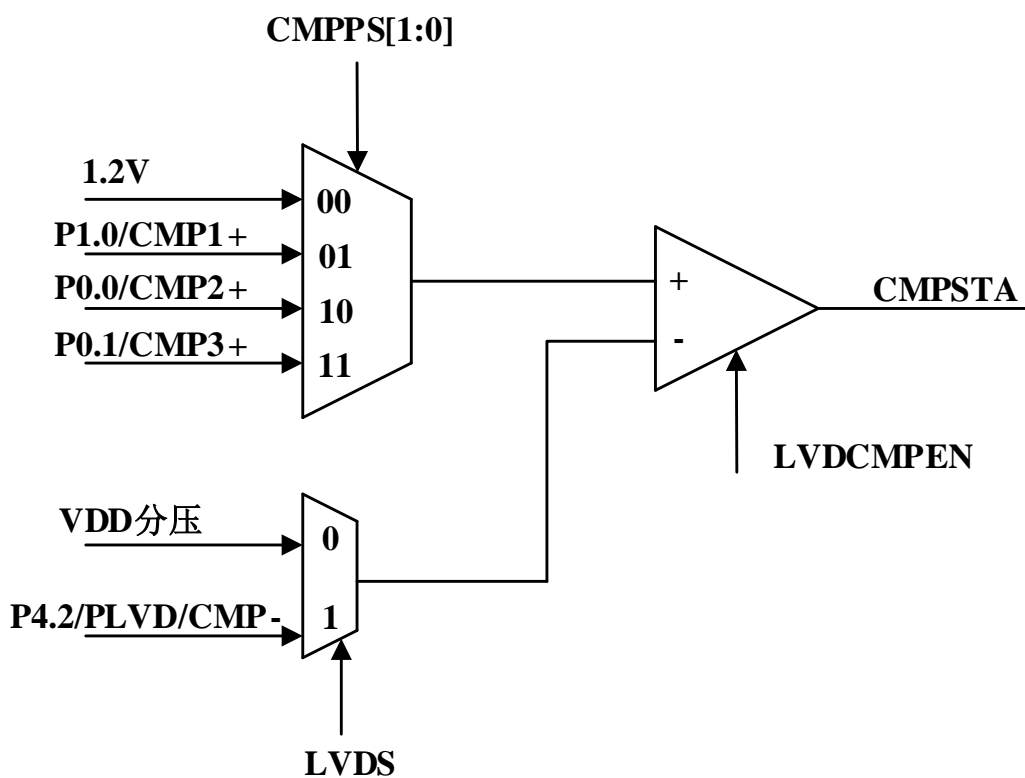 CMPPS[1:0]
1.2V
00
P1.0/CMP1+
01
P0.0/CMP2+
10
P0.1/CMP3+
11
+
-
CMPSTA
LVDCMPEN
VDD分压
0
P4.2/PLVD/CMP-
1
LVDS